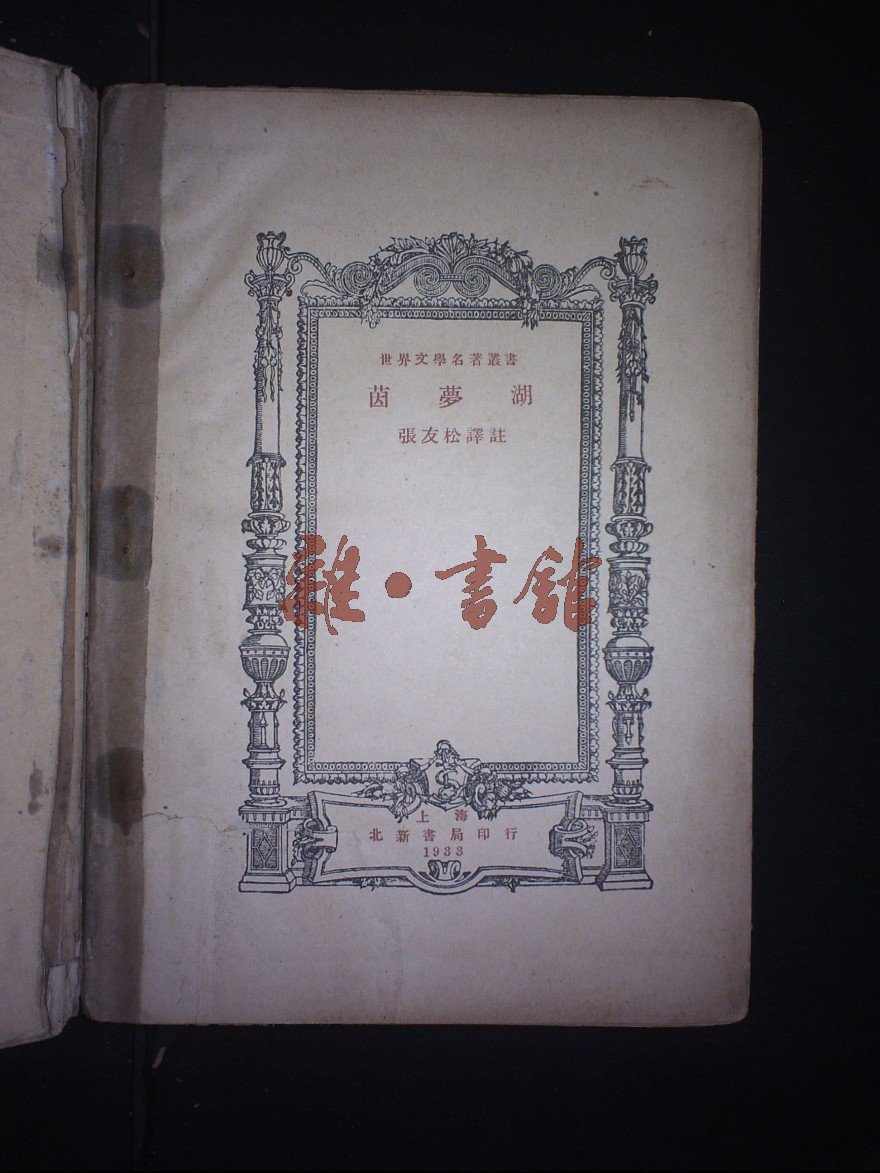 世界文學名著叢書
茵夢湖
張友松譯註
雜·書館
上海
北新書局印行
1933